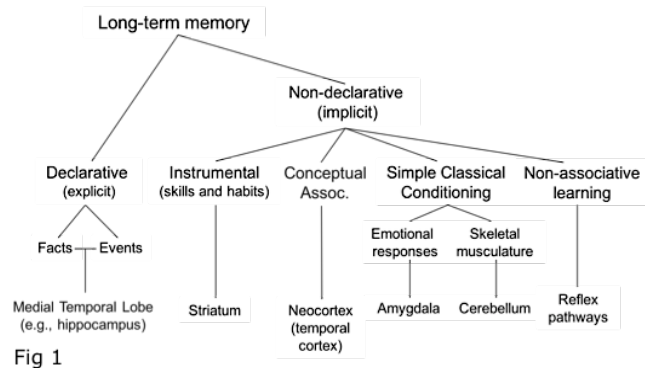 Long-term memory
Non-declarative
(implicit)
Declarative
(explicit)
Instrumental
(skills and habits)
Conceptual
Assoc.
Simple Classical
Conditioning
Non-associative
learning
Facts
Events
Emotional
responses
Skeletal
musculature
Medial Temporal Lobe
(e.g., hippocampus)
Striatum
Neocortex
(temporal
cortex)
Amygdala
Cerebellum
Reflex
pathways
Fig 1